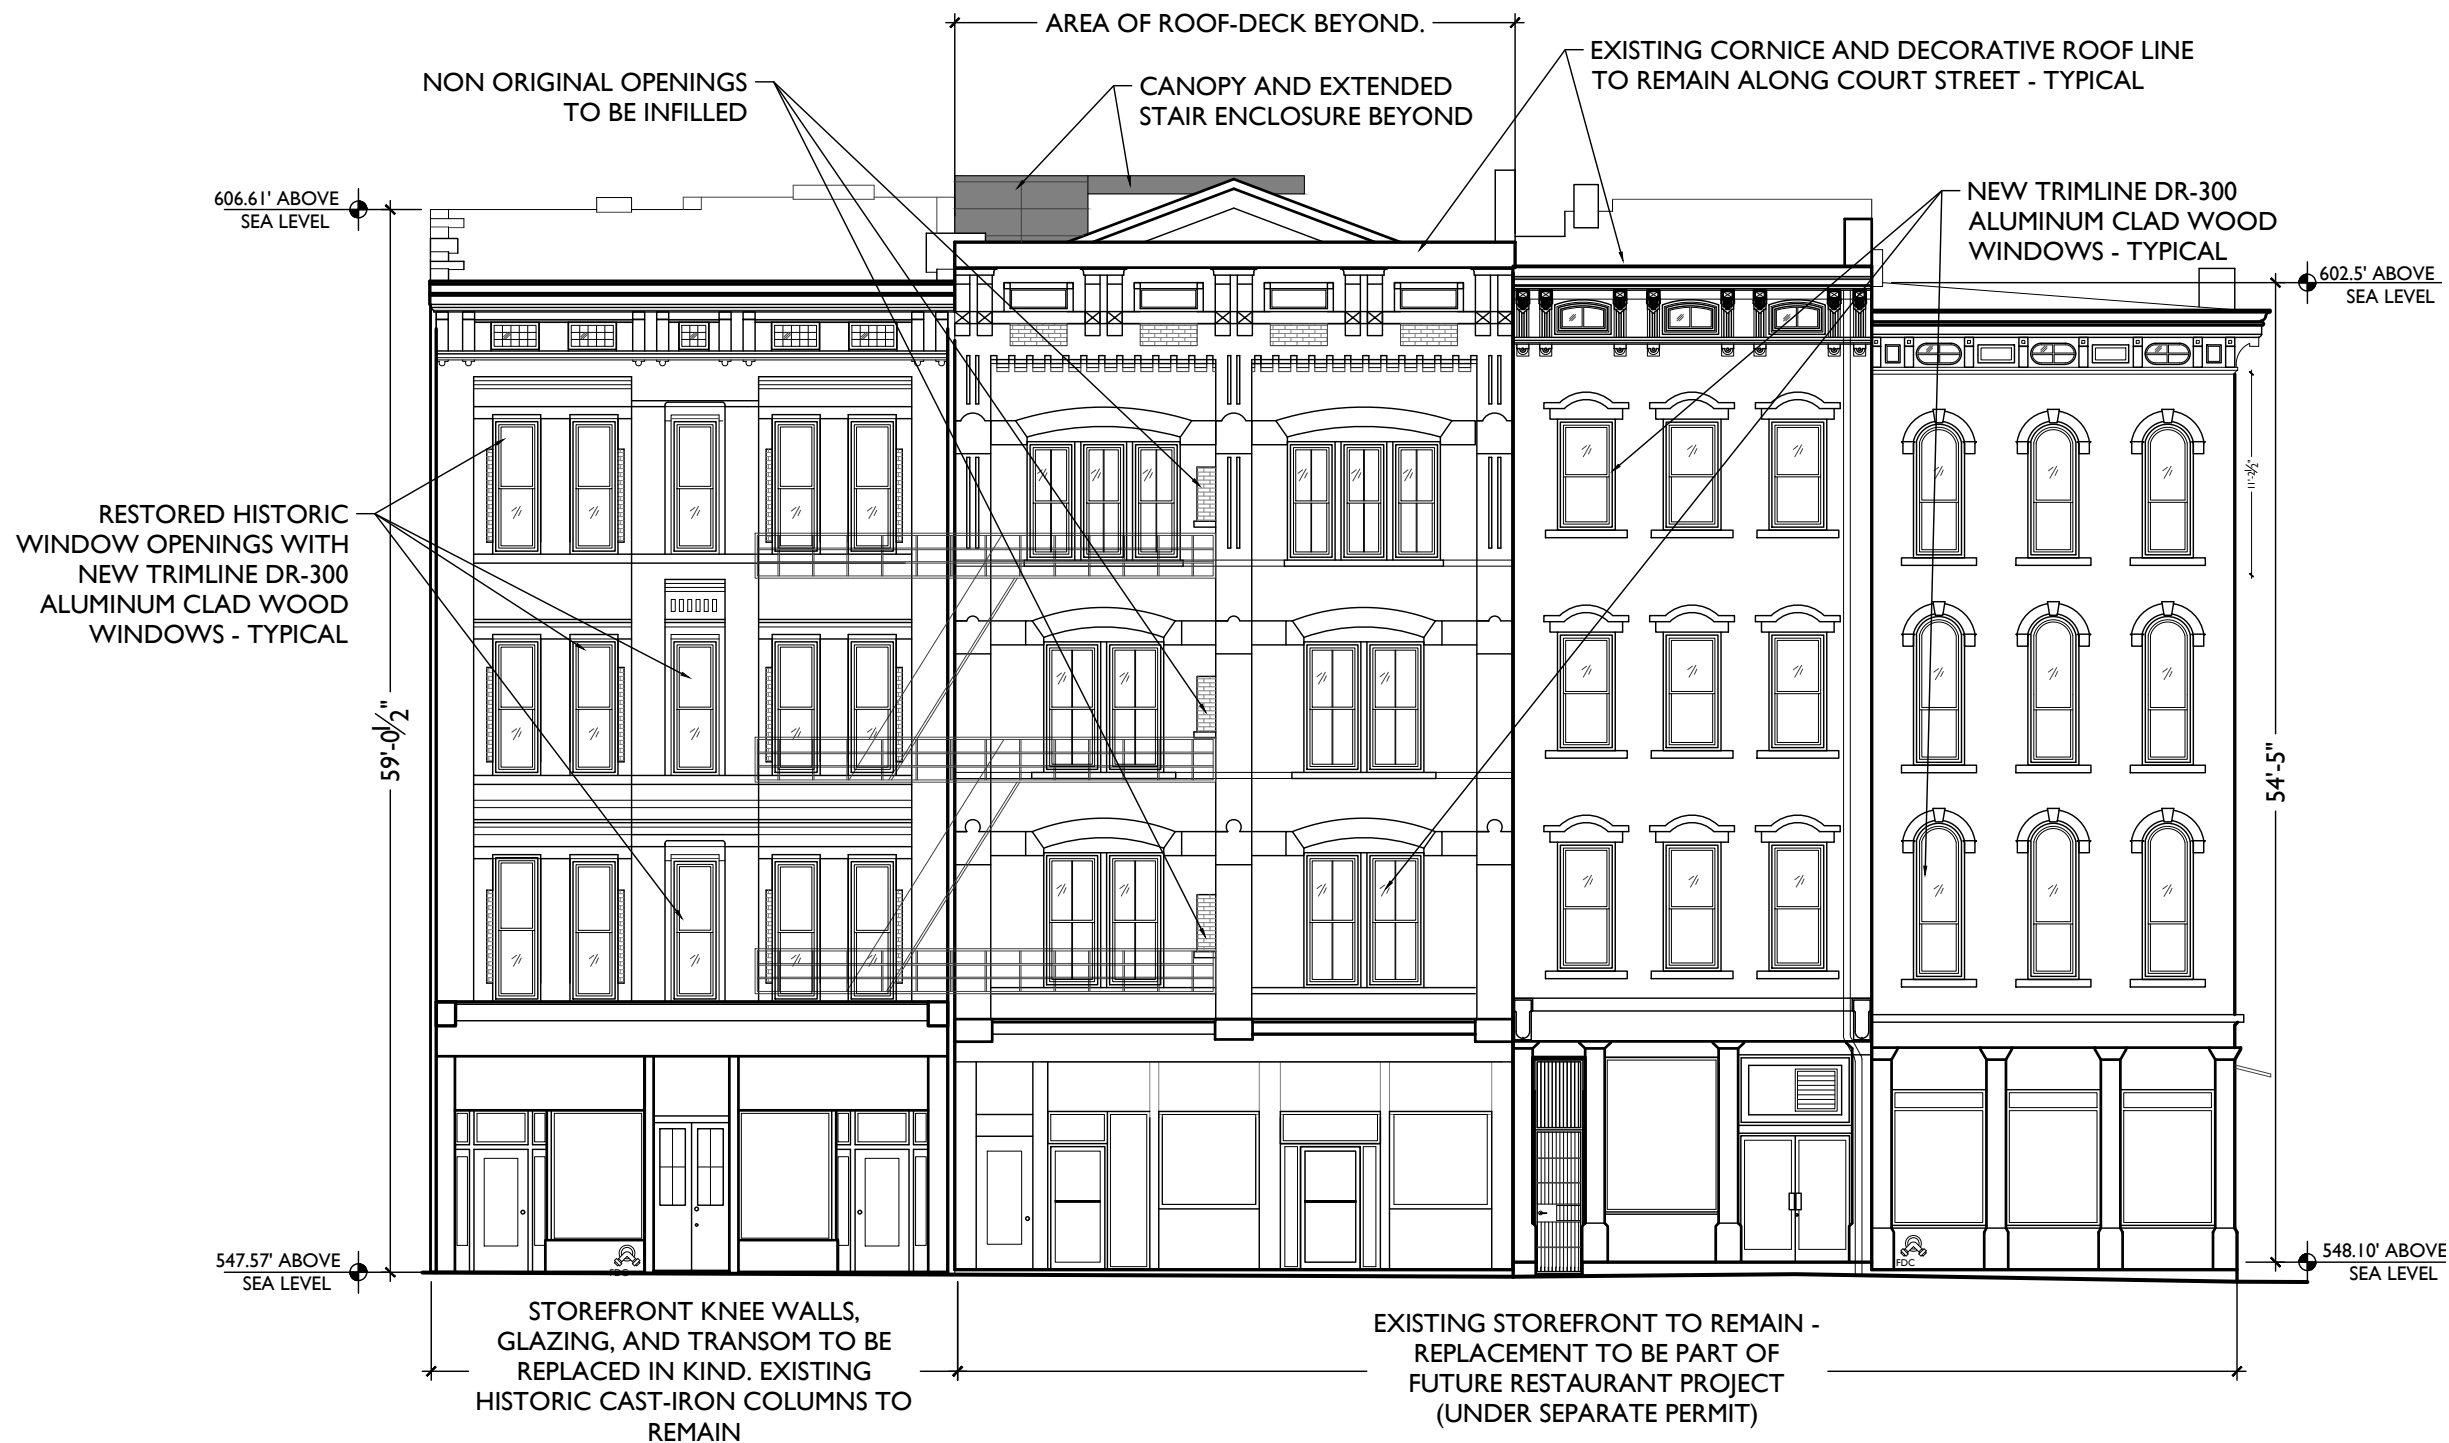 AREA OF ROOF-DECK BEYOND.
EXISTING CORNICE AND DECORATIVE ROOF LINE
TO REMAIN ALONG COURT STREET - TYPICAL
NON ORIGINAL OPENINGS
TO BE INFILLED
CANOPY AND EXTENDED
STAIR ENCLOSURE BEYOND
606.61' ABOVE
SEA LEVEL
NEW TRIMLINE DR-300
ALUMINUM CLAD WOOD
WINDOWS - TYPICAL
602.5' ABOVE
SEA LEVEL
11'-2½"
RESTORED HISTORIC
WINDOW OPENINGS WITH
NEW TRIMLINE DR-300
ALUMINUM CLAD WOOD
WINDOWS - TYPICAL
59'-0½"
54'-5"
547.57' ABOVE
SEA LEVEL
FDC
FDC
548.10' ABOVE
SEA LEVEL
STOREFRONT KNEE WALLS,
GLAZING, AND TRANSOM TO BE
REPLACED IN KIND. EXISTING
HISTORIC CAST-IRON COLUMNS TO
REMAIN
EXISTING STOREFRONT TO REMAIN -
REPLACEMENT TO BE PART OF
FUTURE RESTAURANT PROJECT
(UNDER SEPARATE PERMIT)